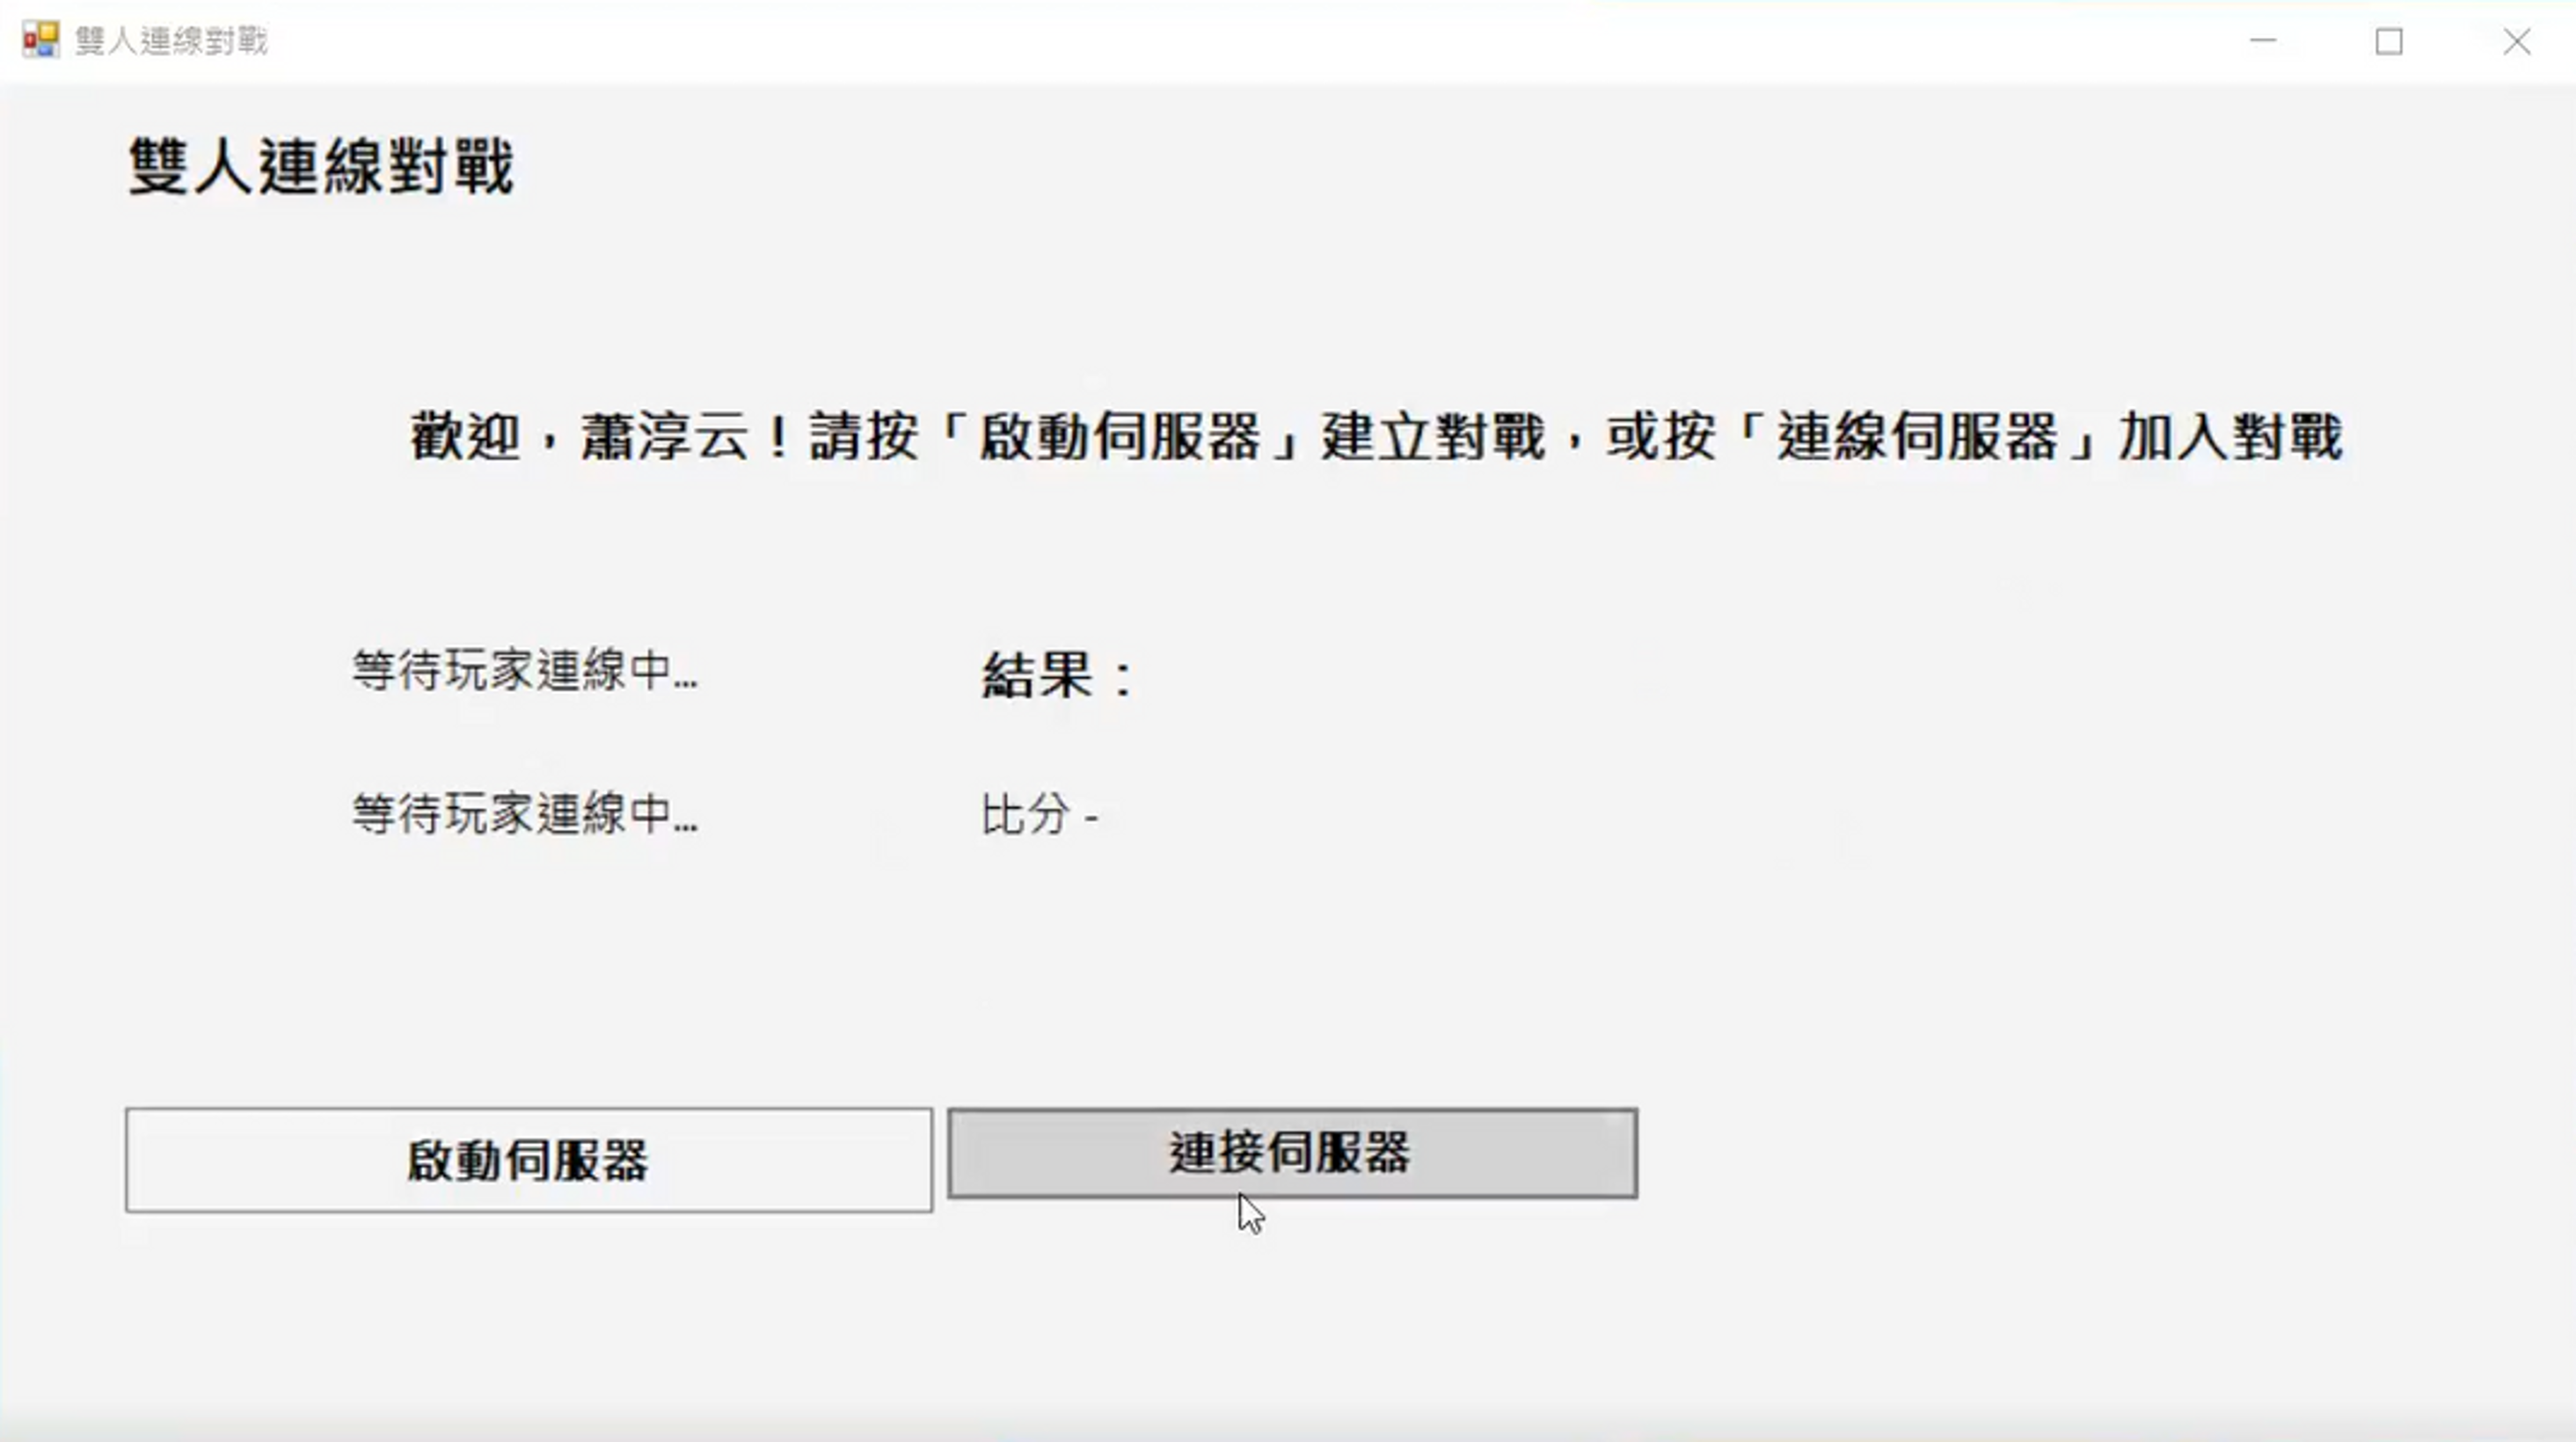 雙人連線對戰
雙人連線對戰
歡迎，蕭淳云！請按「啟動伺服器」建立對戰，或按「連線伺服器」加入對戰
等待玩家連線中...
結果：
等待玩家連線中...
比分 -
啟動伺服器
連接伺服器